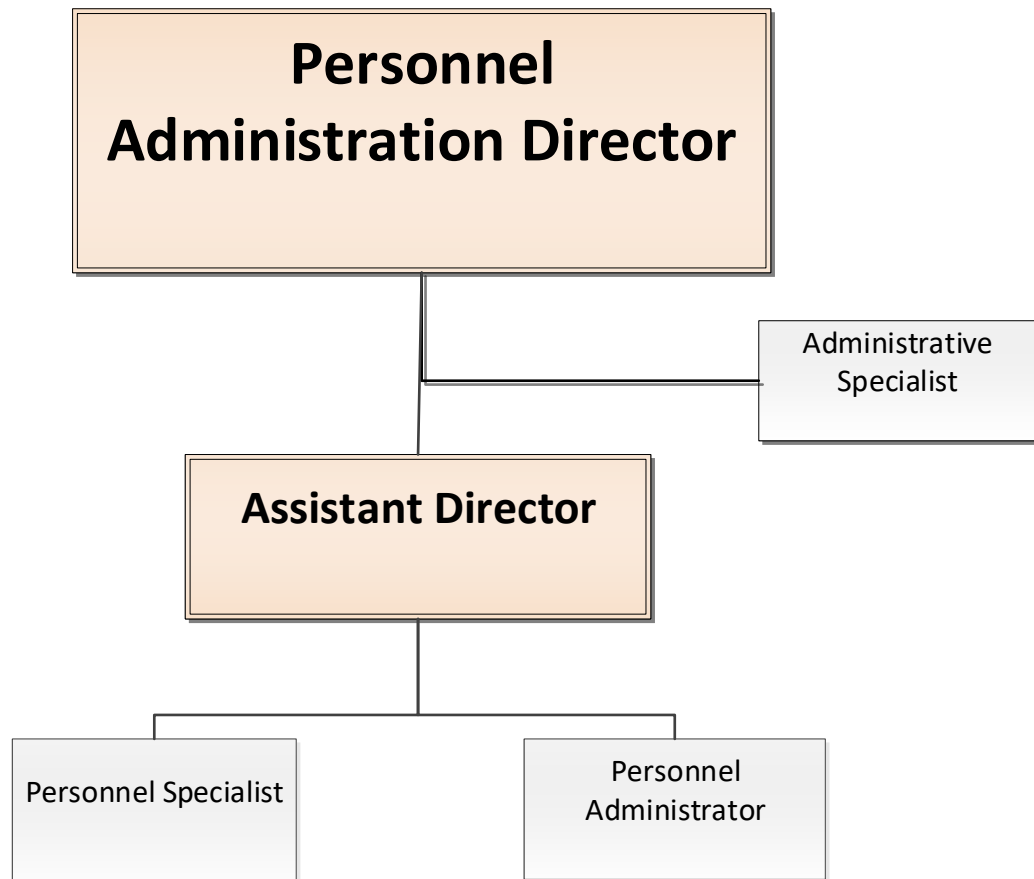 Personnel
Administration Director
Administrative
Specialist
Assistant Director
Personnel Specialist
Personnel
Administrator